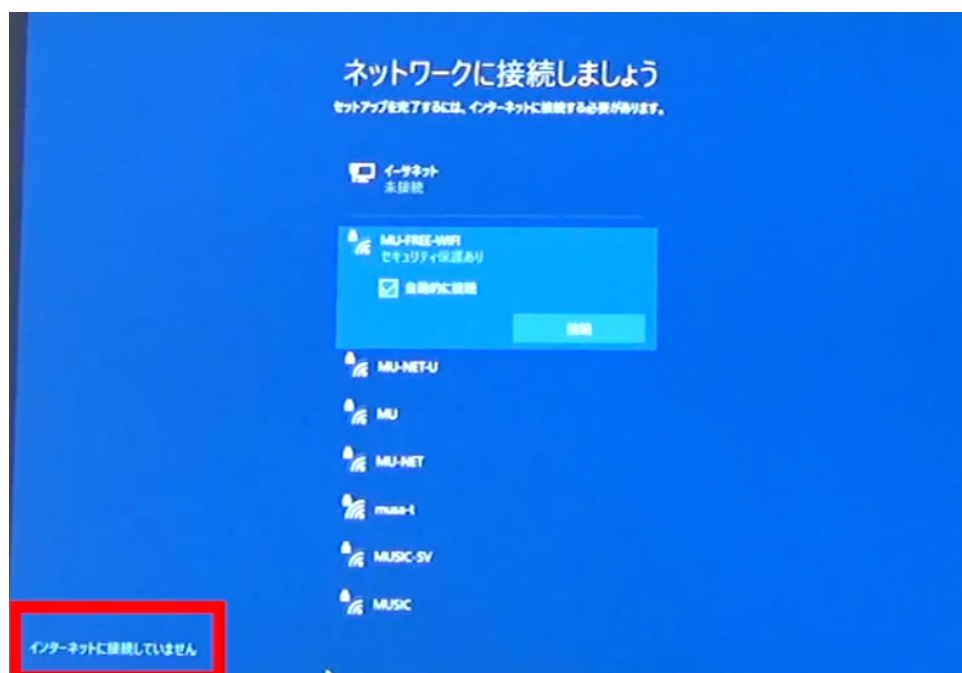 ネットワークに接続しましょう
セットアップを完了するには、インターネットに接続する必要があります。
イーサネット
未接続
MU-FREE-WIFI
セキュリティ保護あり
自動的に接続
接続
MU-NET-U
MU
MU-NET
musa-t
MUSIC-SV
MUSIC
インターネットに接続していません